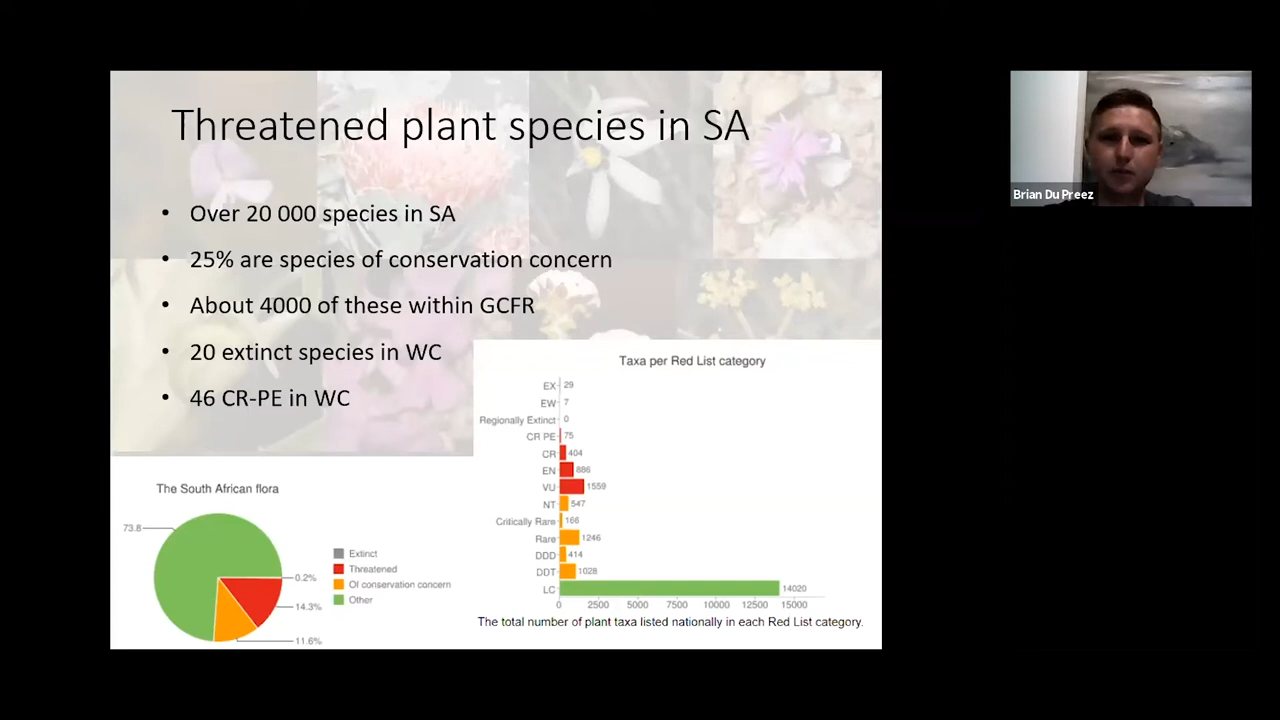 Threatened plant species in SA
• Over 20 000 species in SA
• 25% are species of conservation concern
• About 4000 of these within GCFR
• 20 extinct species in WC
• 46 CR-PE in WC
Brian Du Preez
The South African flora
73.8
0.2%
14.3%
11.6%
Extinct
Threatened
Of conservation concern
Other
Taxa per Red List category
EX 29
EW 7
Regionally Extinct 0
CR PE 75
CR 404
EN 886
VU 1559
NT 547
Critically Rare 166
Rare 1246
DDD 414
DDT 1028
LC 14020
0 2500 5000 7500 10000 12500 15000
The total number of plant taxa listed nationally in each Red List category.